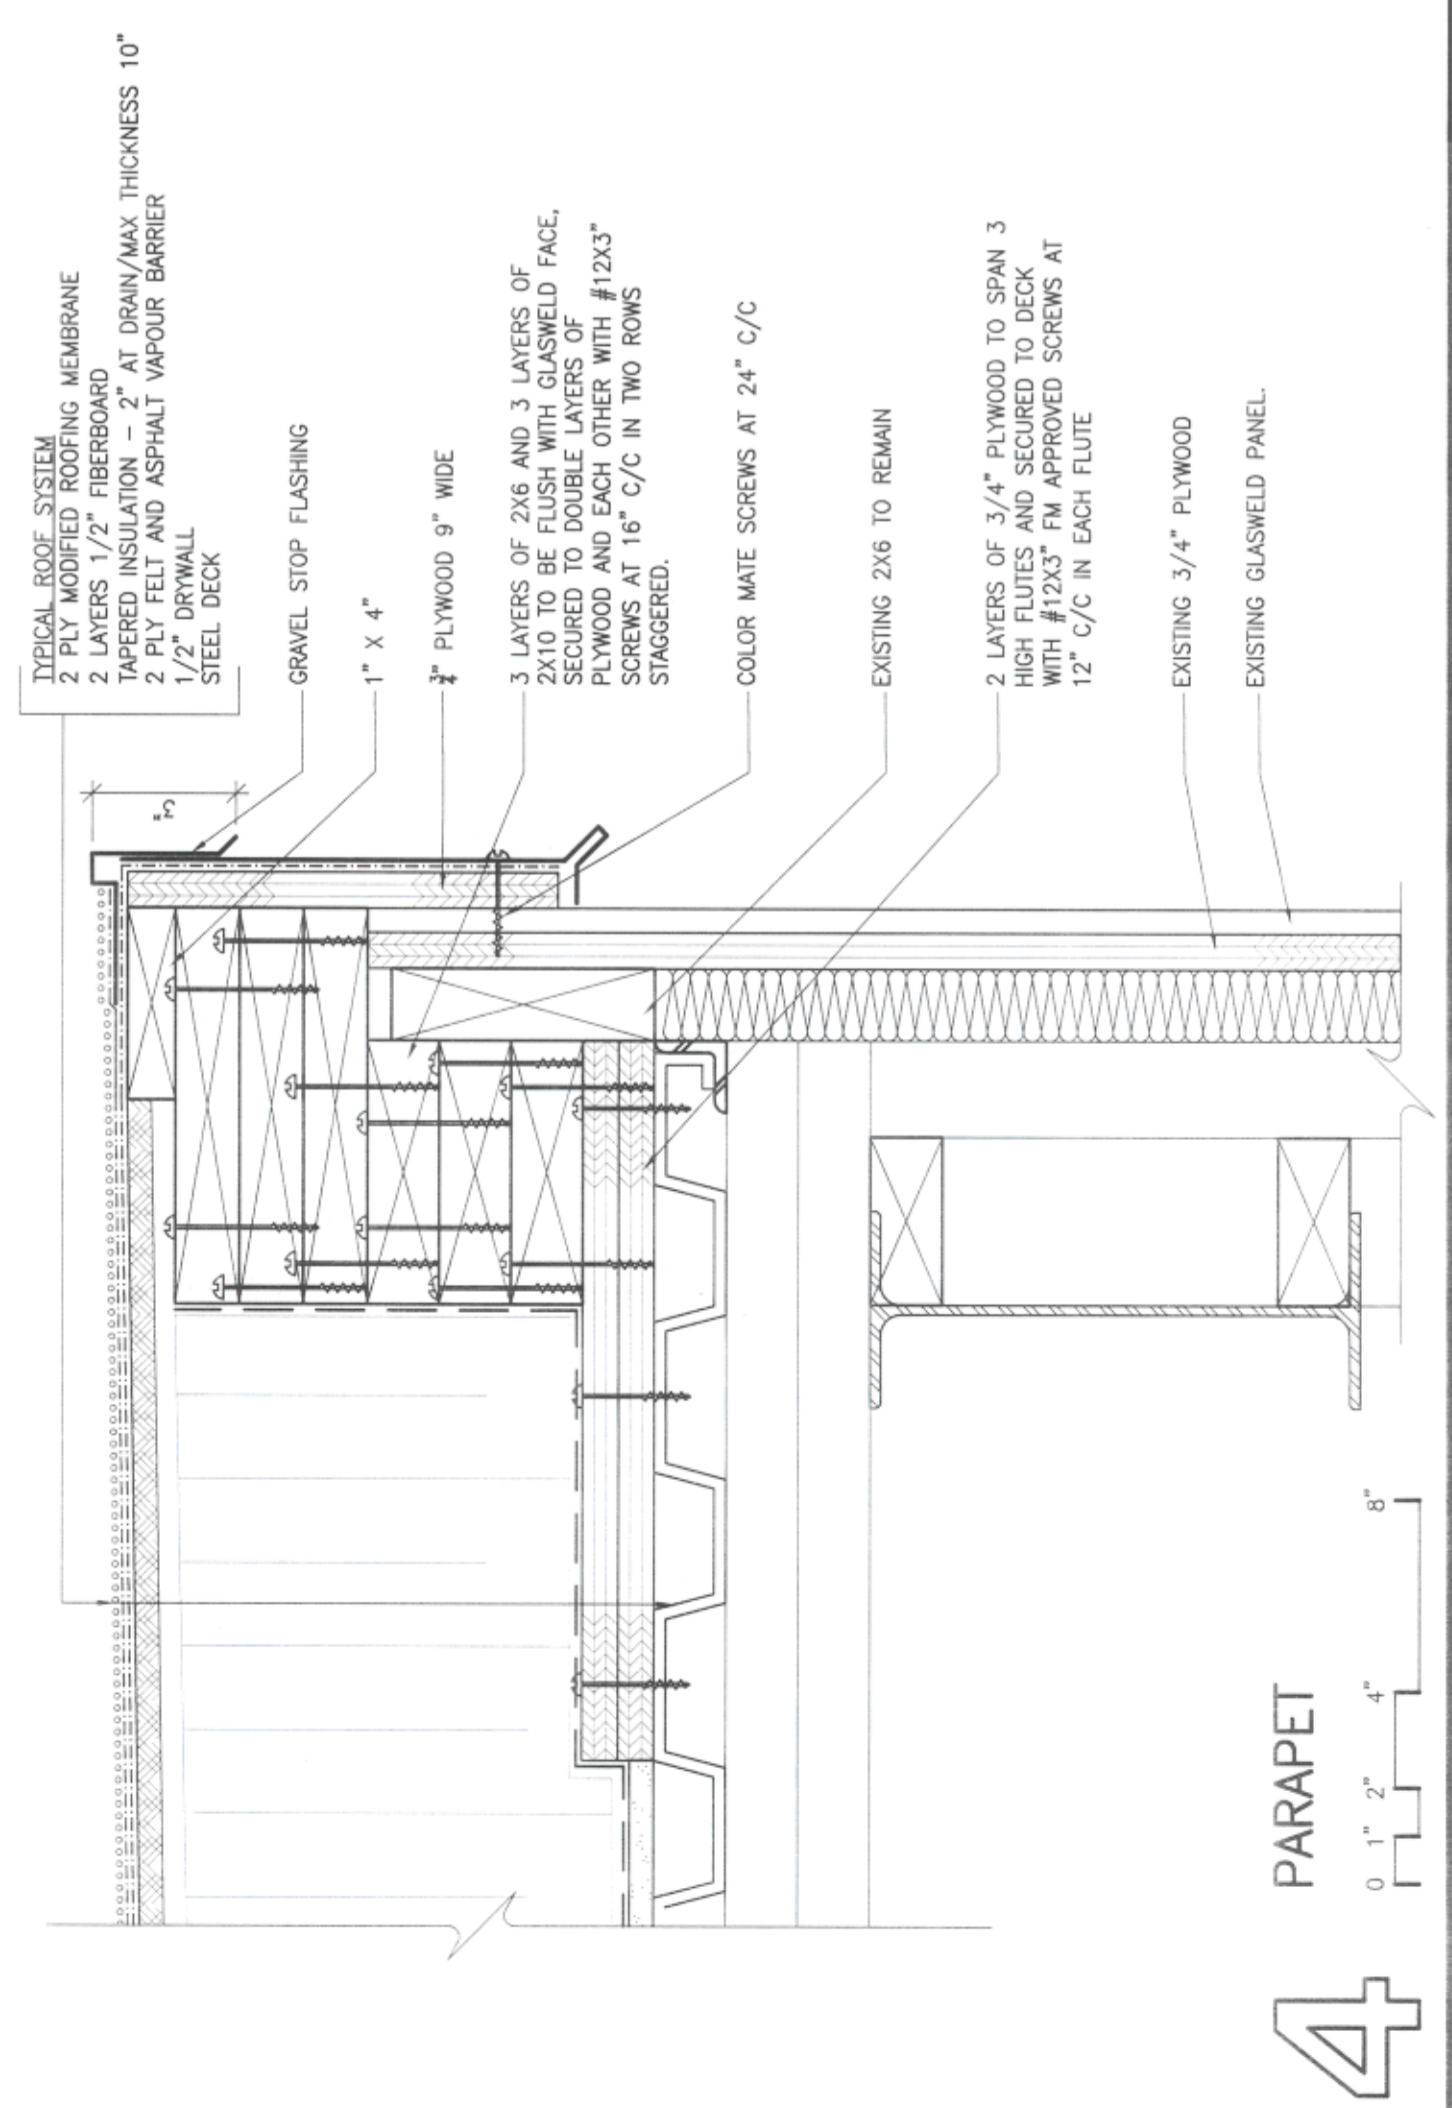 TYPICAL ROOF SYSTEM
2 PLY MODIFIED ROOFING MEMBRANE
2 LAYERS 1/2" FIBERBOARD
TAPERED INSULATION – 2" AT DRAIN/MAX THICKNESS 10"
2 PLY FELT AND ASPHALT VAPOUR BARRIER
1/2" DRYWALL
STEEL DECK
3"
GRAVEL STOP FLASHING
1" X 4"
3/4" PLYWOOD 9" WIDE
3 LAYERS OF 2X6 AND 3 LAYERS OF
2X10 TO BE FLUSH WITH GLASWELD FACE,
SECURED TO DOUBLE LAYERS OF
PLYWOOD AND EACH OTHER WITH #12X3"
SCREWS AT 16" C/C IN TWO ROWS
STAGGERED.
COLOR MATE SCREWS AT 24" C/C
EXISTING 2X6 TO REMAIN
2 LAYERS OF 3/4" PLYWOOD TO SPAN 3
HIGH FLUTES AND SECURED TO DECK
WITH #12X3" FM APPROVED SCREWS AT
12" C/C IN EACH FLUTE
EXISTING 3/4" PLYWOOD
EXISTING GLASWELD PANEL.
4 PARAPET
0 1" 2" 4" 8"